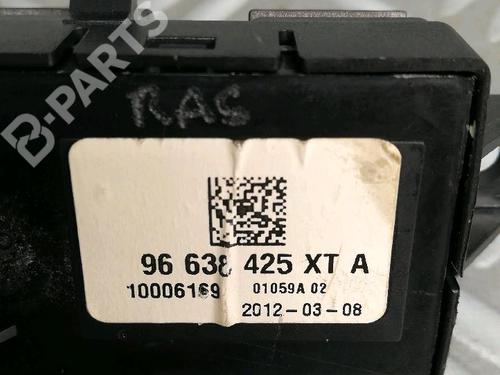 B-PARTS
RAS
96 638 425 XT A
10006169 01059A 02
2012-03-08